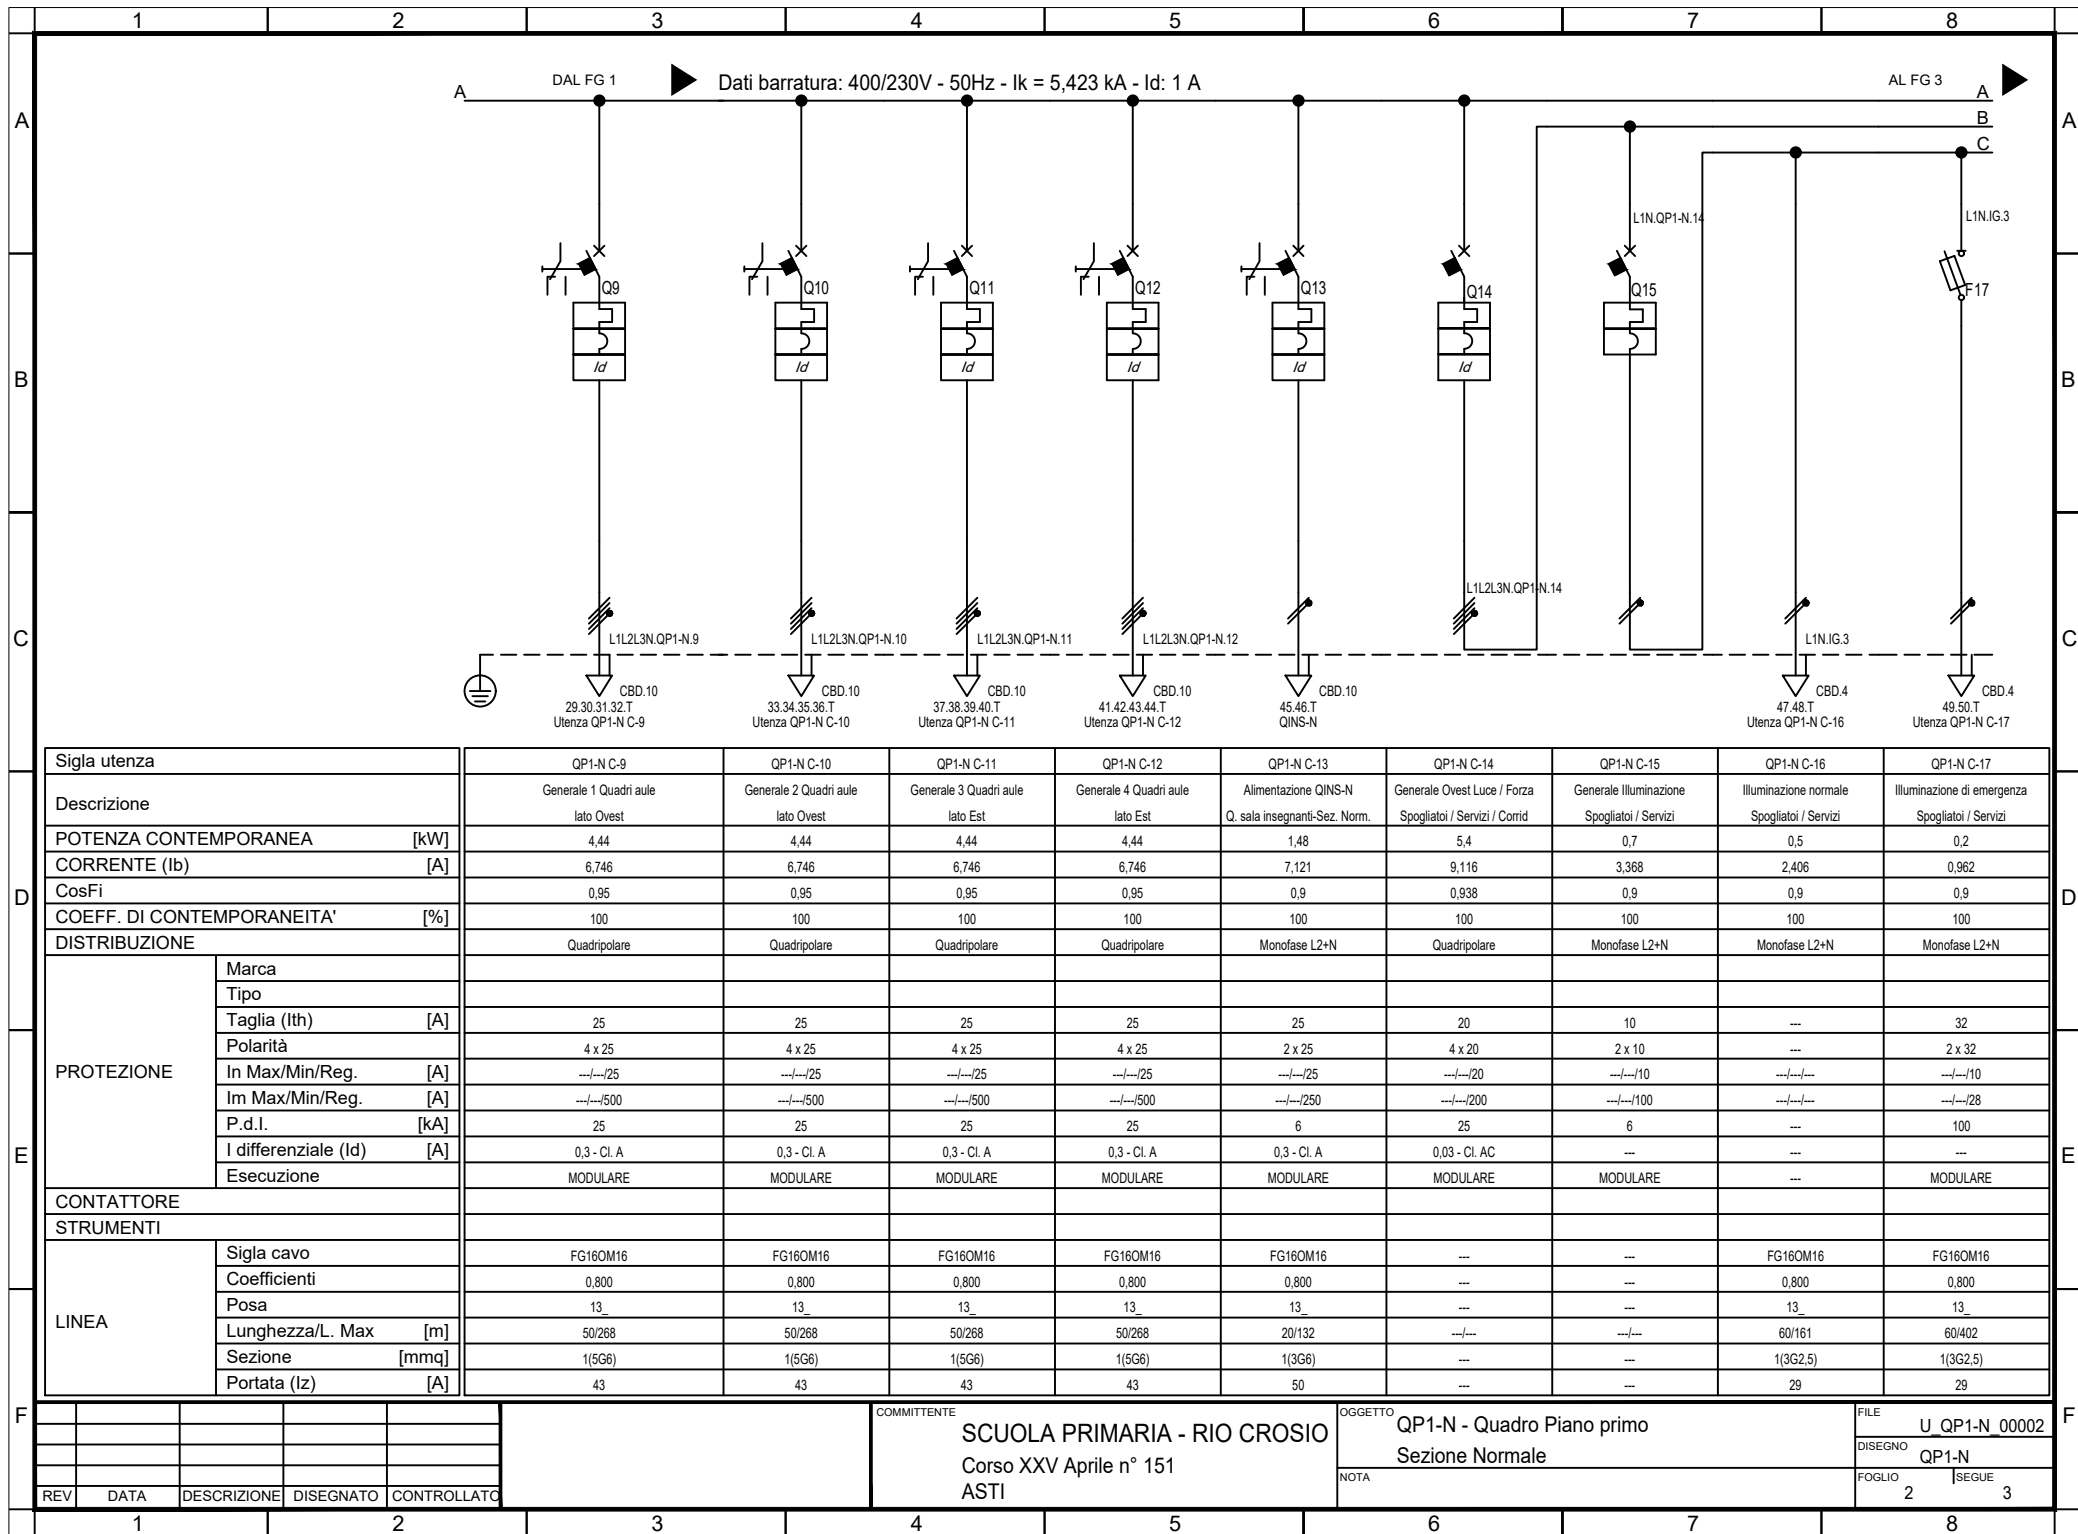 1 2 3 4 5 6 7 8
DAL FG 1 Dati barratura: 400/230V - 50Hz - Ik = 5,423 kA - Id: 1 A AL FG 3
A A
B
C
A A
L1N.QP1-N.14 L1N.IG.3
Q9 Q10 Q11 Q12 Q13 Q14 Q15 F17
Id Id Id Id Id Id
B B
L1L2L3N.QP1-N.14
C L1L2L3N.QP1-N.9 L1L2L3N.QP1-N.10 L1L2L3N.QP1-N.11 L1L2L3N.QP1-N.12 L1N.IG.3 C
CBD.10 CBD.10 CBD.10 CBD.10 CBD.10 CBD.4 CBD.4
29.30.31.32.T 33.34.35.36.T 37.38.39.40.T 41.42.43.44.T 45.46.T 47.48.T 49.50.T
Utenza QP1-N C-9 Utenza QP1-N C-10 Utenza QP1-N C-11 Utenza QP1-N C-12 QINS-N Utenza QP1-N C-16 Utenza QP1-N C-17
Sigla utenza QP1-N C-9 QP1-N C-10 QP1-N C-11 QP1-N C-12 QP1-N C-13 QP1-N C-14 QP1-N C-15 QP1-N C-16 QP1-N C-17
Descrizione Generale 1 Quadri aule Generale 2 Quadri aule Generale 3 Quadri aule Generale 4 Quadri aule Alimentazione QINS-N Generale Ovest Luce / Forza Generale Illuminazione Illuminazione normale Illuminazione di emergenza
lato Ovest lato Ovest lato Est lato Est Q. sala insegnanti-Sez. Norm. Spogliatoi / Servizi / Corrid Spogliatoi / Servizi Spogliatoi / Servizi Spogliatoi / Servizi
POTENZA CONTEMPORANEA [kW] 4,44 4,44 4,44 4,44 1,48 5,4 0,7 0,5 0,2
CORRENTE (Ib) [A] 6,746 6,746 6,746 6,746 7,121 9,116 3,368 2,406 0,962
D CosFi 0,95 0,95 0,95 0,95 0,9 0,938 0,9 0,9 0,9 D
COEFF. DI CONTEMPORANEITA' [%] 100 100 100 100 100 100 100 100 100
DISTRIBUZIONE Quadripolare Quadripolare Quadripolare Quadripolare Monofase L2+N Quadripolare Monofase L2+N Monofase L2+N Monofase L2+N
PROTEZIONE
Marca
Tipo
Taglia (Ith) [A] 25 25 25 25 25 20 10 --- 32
Polarità 4 x 25 4 x 25 4 x 25 4 x 25 2 x 25 4 x 20 2 x 10 --- 2 x 32
In Max/Min/Reg. [A] ---/---/25 ---/---/25 ---/---/25 ---/---/25 ---/---/25 ---/---/20 ---/---/10 ---/---/--- ---/---/10
Im Max/Min/Reg. [A] ---/---/500 ---/---/500 ---/---/500 ---/---/500 ---/---/250 ---/---/200 ---/---/100 ---/---/--- ---/---/28
P.d.I. [kA] 25 25 25 25 6 25 6 --- 100
E I differenziale (Id) [A] 0,3 - Cl. A 0,3 - Cl. A 0,3 - Cl. A 0,3 - Cl. A 0,3 - Cl. A 0,03 - Cl. AC --- --- --- E
Esecuzione MODULARE MODULARE MODULARE MODULARE MODULARE MODULARE MODULARE --- MODULARE
CONTATTORE
STRUMENTI
LINEA
Sigla cavo FG16OM16 FG16OM16 FG16OM16 FG16OM16 FG16OM16 --- --- FG16OM16 FG16OM16
Coefficienti 0,800 0,800 0,800 0,800 0,800 --- --- 0,800 0,800
Posa 13_ 13_ 13_ 13_ 13_ --- --- 13_ 13_
Lunghezza/L. Max [m] 50/268 50/268 50/268 50/268 20/132 ---/--- ---/--- 60/161 60/402
Sezione [mmq] 1(5G6) 1(5G6) 1(5G6) 1(5G6) 1(3G6) --- --- 1(3G2,5) 1(3G2,5)
Portata (Iz) [A] 43 43 43 43 50 --- --- 29 29
F F
COMMITTENTE
SCUOLA PRIMARIA - RIO CROSIO
Corso XXV Aprile n° 151
ASTI
OGGETTO QP1-N - Quadro Piano primo
Sezione Normale
NOTA
FILE U_QP1-N_00002
DISEGNO QP1-N
FOGLIO 2 SEGUE 3
REV DATA DESCRIZIONE DISEGNATO CONTROLLATO
1 2 3 4 5 6 7 8